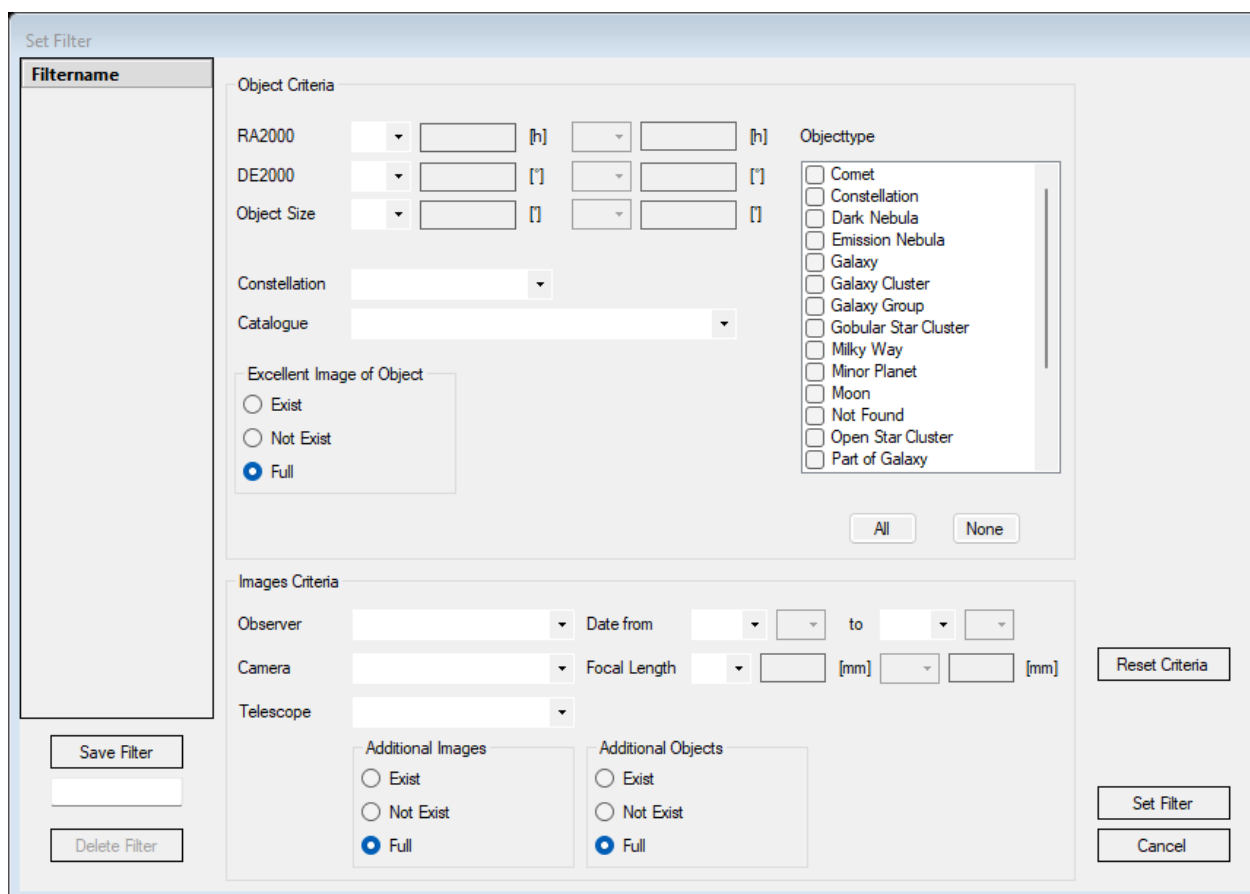 Set Filter
Filtername
Object Criteria
RA2000 [h] [h] Objecttype
DE2000 [°] [°]
Object Size ['] [']
Comet
Constellation
Dark Nebula
Emission Nebula
Galaxy
Galaxy Cluster
Galaxy Group
Gobular Star Cluster
Milky Way
Minor Planet
Moon
Not Found
Open Star Cluster
Part of Galaxy
Constellation
Catalogue
Excellent Image of Object
Exist
Not Exist
Full
All None
Images Criteria
Observer Date from to
Camera Focal Length [mm] [mm]
Telescope
Additional Images
Exist
Not Exist
Full
Additional Objects
Exist
Not Exist
Full
Save Filter
Delete Filter
Reset Criteria
Set Filter
Cancel